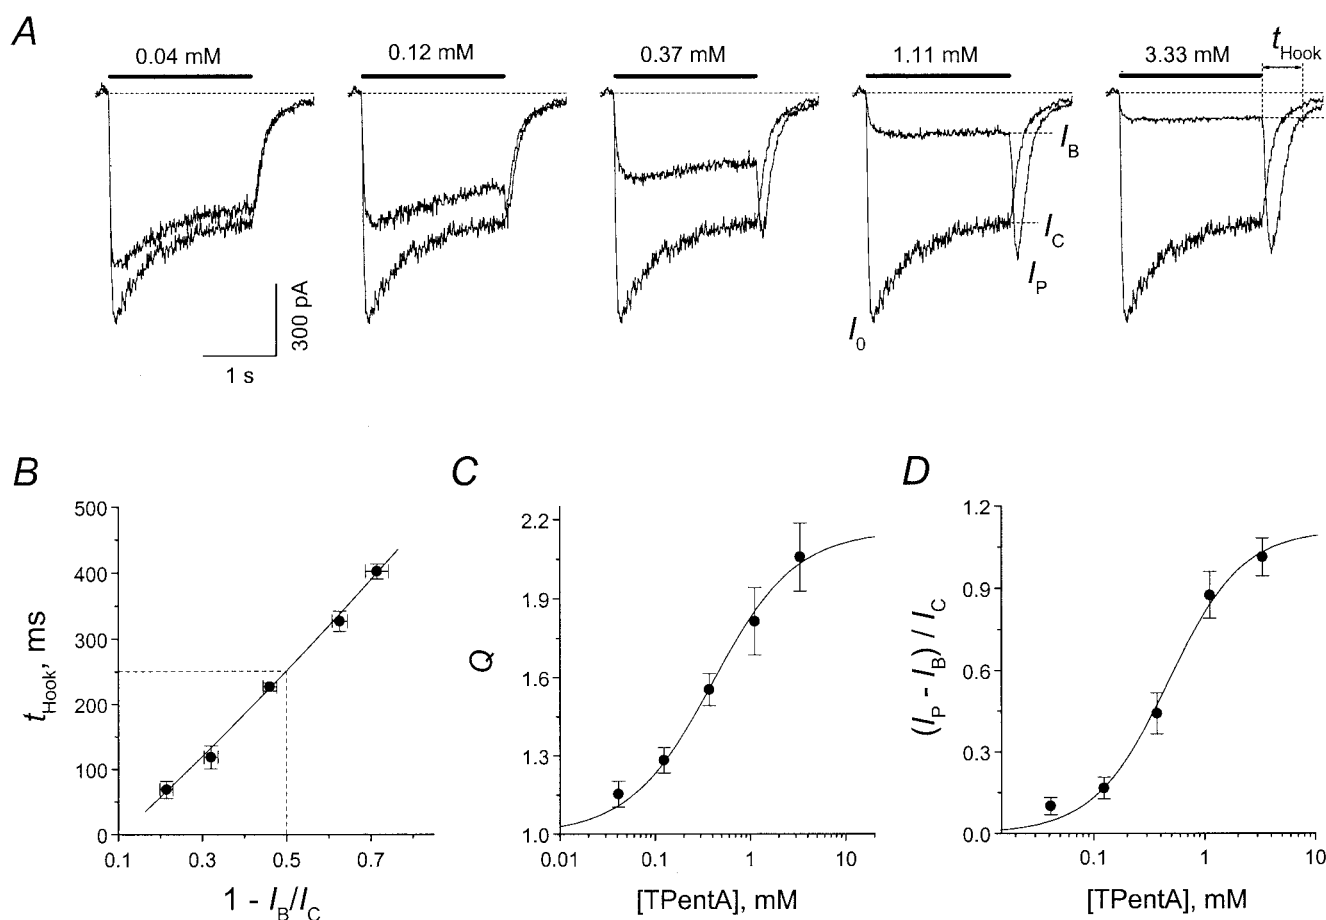 A
0.04 mM
0.12 mM
0.37 mM
1.11 mM
3.33 mM
tHook
IB
IC
IP
I0
300 pA
1 s
B
500
400
300
200
100
0
0.1
0.3
0.5
0.7
tHook, ms
1 - IB/IC
C
2.2
1.9
1.6
1.3
1.0
0.01
0.1
1
10
Q
[TPentA], mM
D
1.2
0.9
0.6
0.3
0.0
0.1
1
10
(IP - IB) / IC
[TPentA], mM